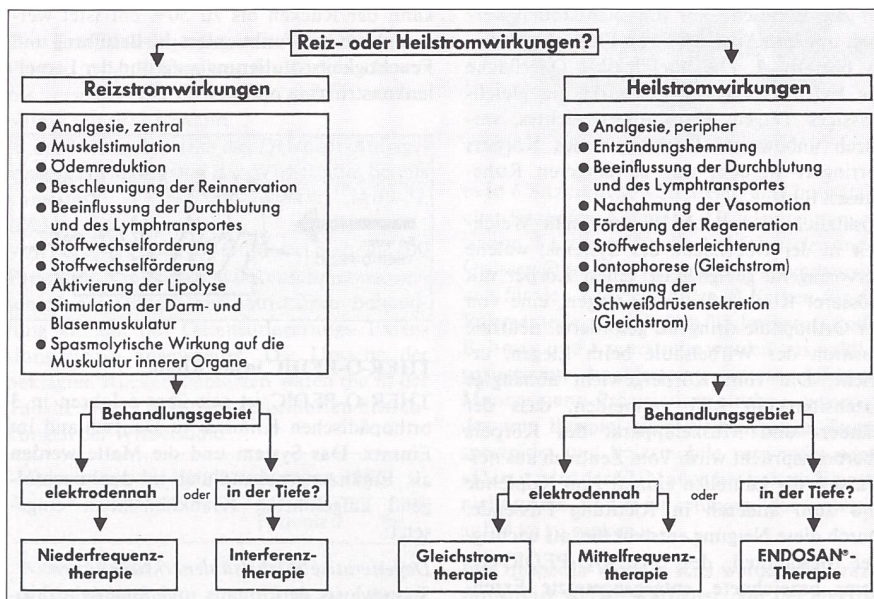 Reiz- oder Heilstromwirkungen?
Reizstromwirkungen
● Analgesie, zentral
● Muskelstimulation
● Ödemreduktion
● Beschleunigung der Reinnervation
● Beeinflussung der Durchblutung
und des Lymphtransportes
● Stoffwechselforderung
● Stoffwechselförderung
● Aktivierung der Lipolyse
● Stimulation der Darm- und
Blasenmuskulatur
● Spasmolytische Wirkung auf die
Muskulatur innerer Organe
Behandlungsgebiet
elektrodennah oder in der Tiefe?
Niederfrequenz-
therapie
Interferenz-
therapie
Heilstromwirkungen
● Analgesie, peripher
● Entzündungshemmung
● Beeinflussung der Durchblutung
und des Lymphtransportes
● Nachahmung der Vasomotion
● Förderung der Regeneration
● Stoffwechselerleichterung
● Iontophorese (Gleichstrom)
● Hemmung der
Schweißdrüsensekretion
(Gleichstrom)
Behandlungsgebiet
elektrodennah oder in der Tiefe?
Gleichstrom-
therapie
Mittelfrequenz-
therapie
ENDOSAN®-
Therapie